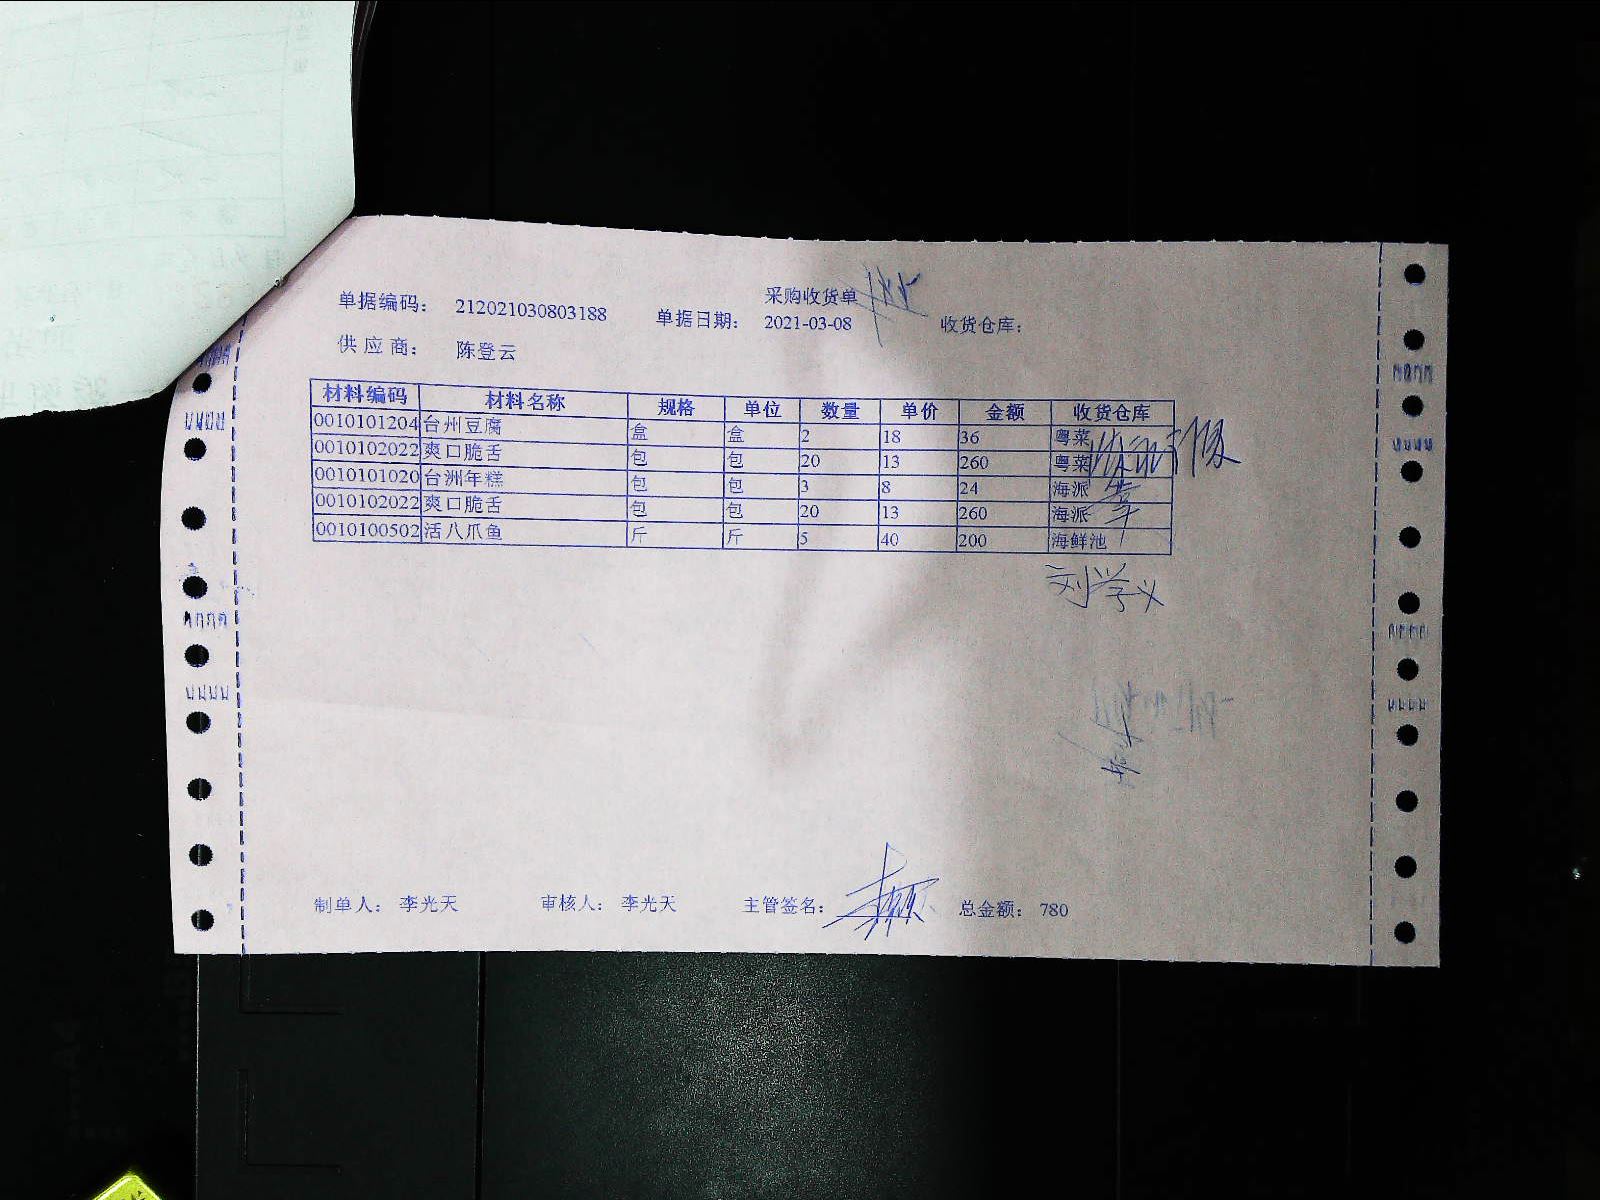 采购收货单
单据编码： 212021030803188 单据日期： 2021-03-08 收货仓库：
供应商： 陈登云
材料编码 材料名称 规格 单位 数量 单价 金额 收货仓库
0010101204 台州豆腐 盒 盒 2 18 36 粤菜
0010102022 爽口脆舌 包 包 20 13 260 粤菜
0010101020 台洲年糕 包 包 3 8 24 海派
0010102022 爽口脆舌 包 包 20 13 260 海派
0010100502 活八爪鱼 斤 斤 5 40 200 海鲜池
刘学义
制单人： 李光天 审核人： 李光天 主管签名： 总金额： 780